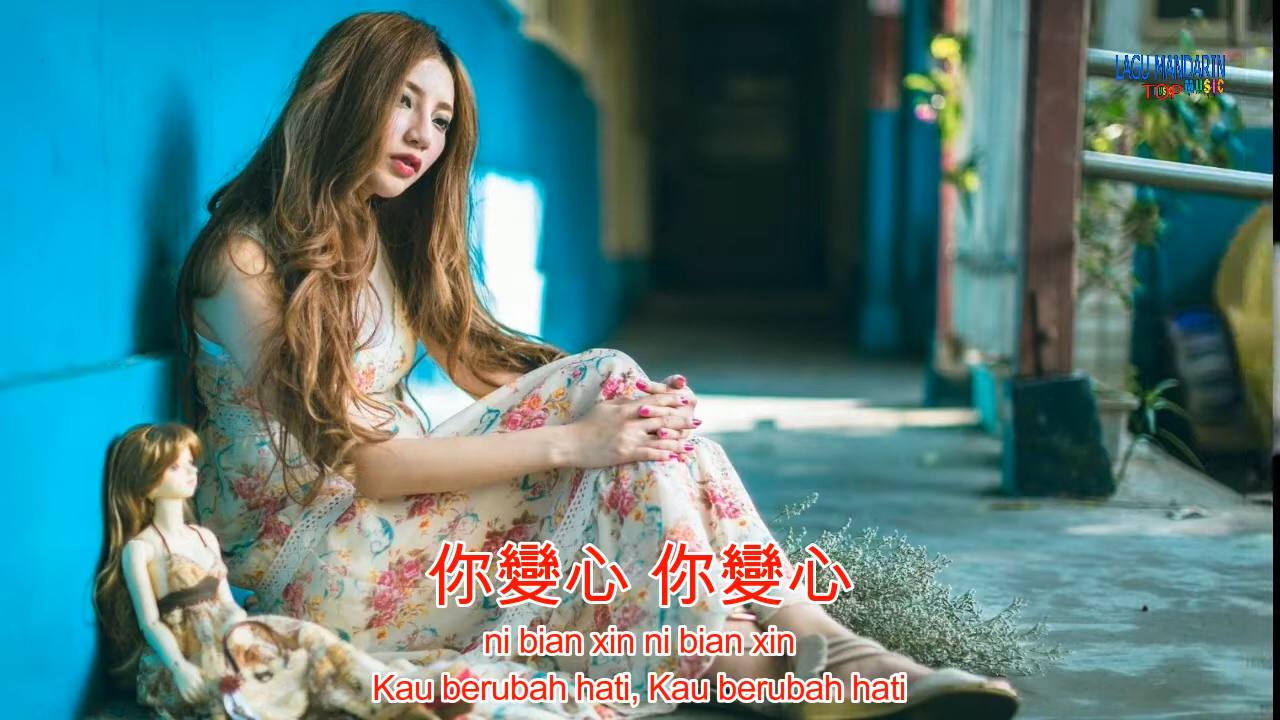 LAGU MANDARIN
TOP MUSIC
你變心 你變心
ni bian xin ni bian xin
Kau berubah hati, Kau berubah hati